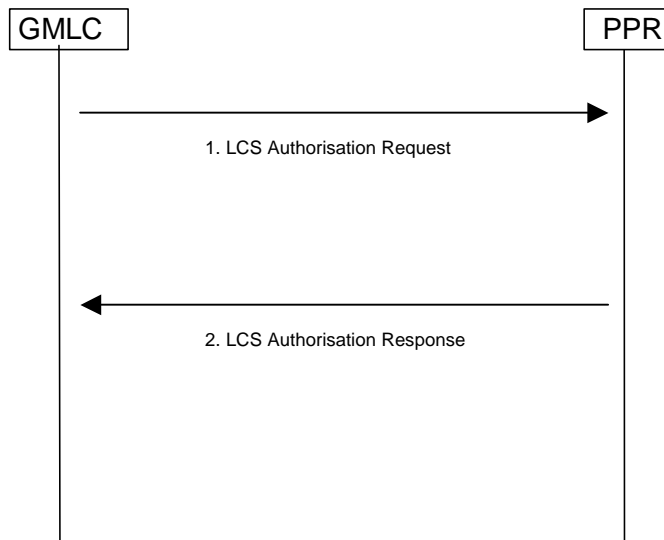 GMLC
PPR
1. LCS Authorisation Request
2. LCS Authorisation Response